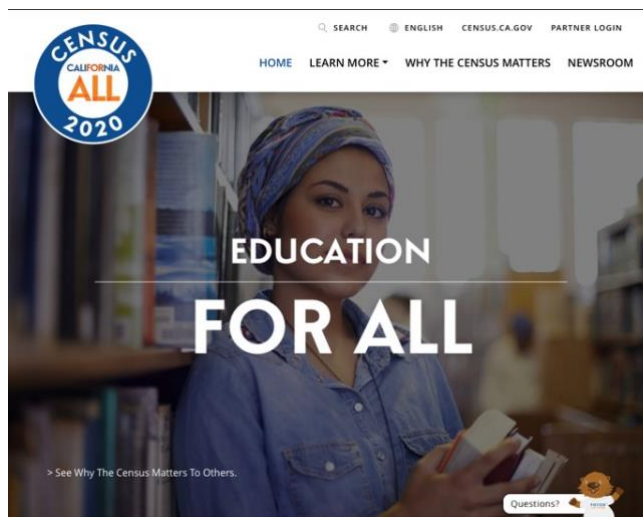 CENSUS
CALIFORNIA
ALL
2020
SEARCH ENGLISH CENSUS.CA.GOV PARTNER LOGIN
HOME LEARN MORE WHY THE CENSUS MATTERS NEWSROOM
EDUCATION
FOR ALL
> See Why The Census Matters To Others.
Questions?